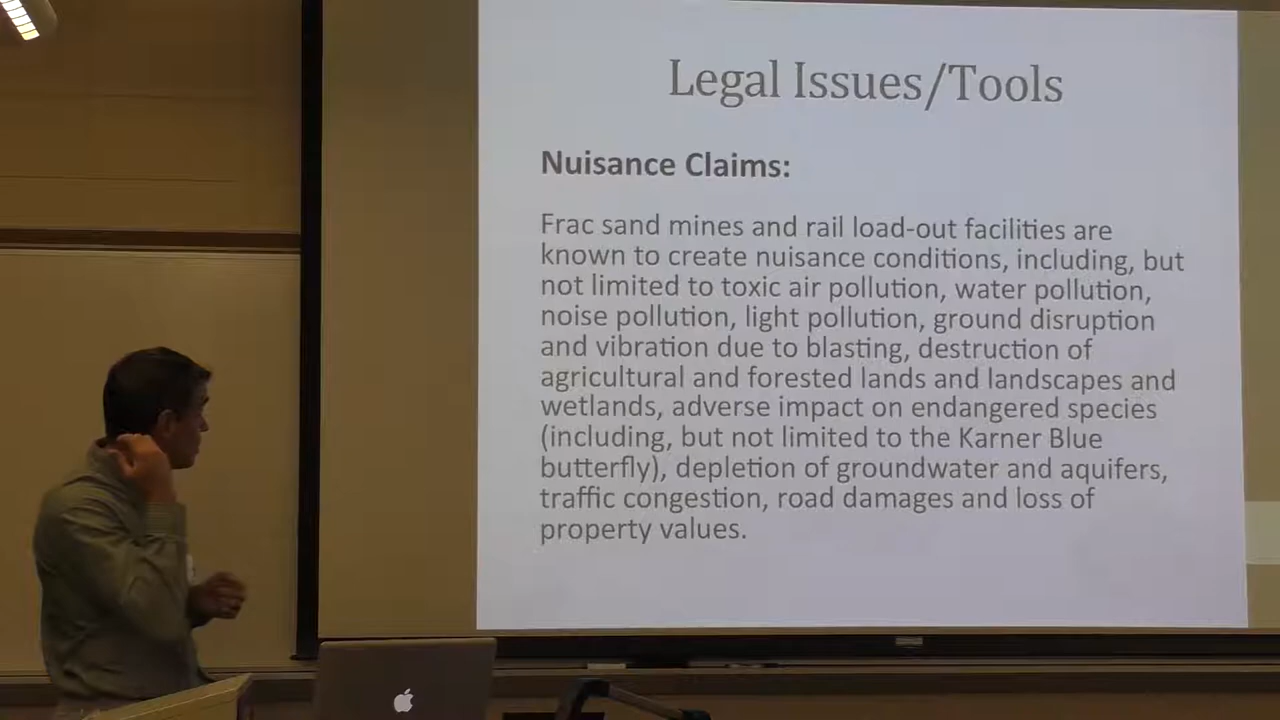 Legal Issues/Tools
Nuisance Claims:
Frac sand mines and rail load-out facilities are
known to create nuisance conditions, including, but
not limited to toxic air pollution, water pollution,
noise pollution, light pollution, ground disruption
and vibration due to blasting, destruction of
agricultural and forested lands and landscapes and
wetlands, adverse impact on endangered species
(including, but not limited to the Karner Blue
butterfly), depletion of groundwater and aquifers,
traffic congestion, road damages and loss of
property values.